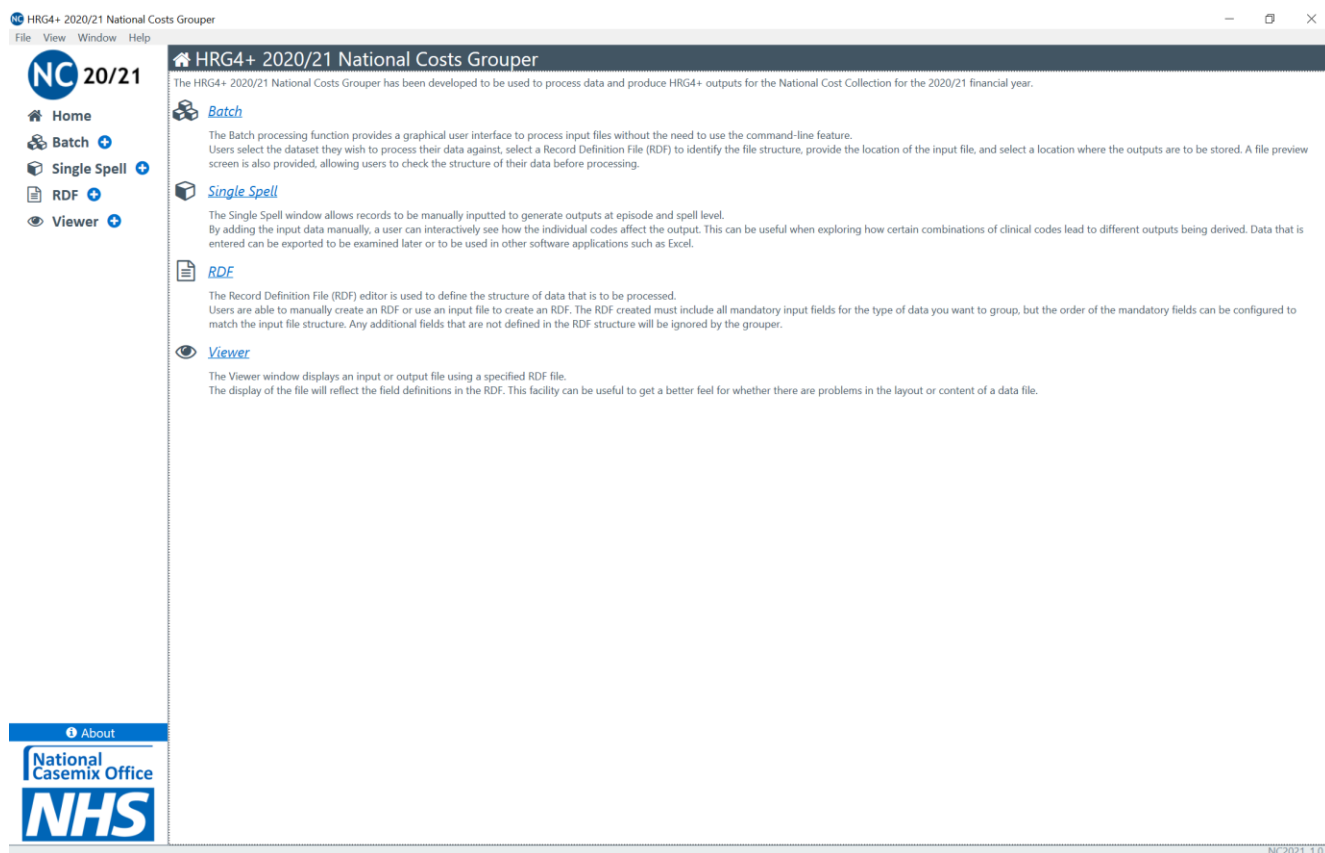 NC HRG4+ 2020/21 National Costs Grouper
File View Window Help
NC 20/21
Home
Batch
Single Spell
RDF
Viewer
HRG4+ 2020/21 National Costs Grouper
The HRG4+ 2020/21 National Costs Grouper has been developed to be used to process data and produce HRG4+ outputs for the National Cost Collection for the 2020/21 financial year.
Batch
The Batch processing function provides a graphical user interface to process input files without the need to use the command-line feature.
Users select the dataset they wish to process their data against, select a Record Definition File (RDF) to identify the file structure, provide the location of the input file, and select a location where the outputs are to be stored. A file preview
screen is also provided, allowing users to check the structure of their data before processing.
Single Spell
The Single Spell window allows records to be manually inputted to generate outputs at episode and spell level.
By adding the input data manually, a user can interactively see how the individual codes affect the output. This can be useful when exploring how certain combinations of clinical codes lead to different outputs being derived. Data that is
entered can be exported to be examined later or to be used in other software applications such as Excel.
RDF
The Record Definition File (RDF) editor is used to define the structure of data that is to be processed.
Users are able to manually create an RDF or use an input file to create an RDF. The RDF created must include all mandatory input fields for the type of data you want to group, but the order of the mandatory fields can be configured to
match the input file structure. Any additional fields that are not defined in the RDF structure will be ignored by the grouper.
Viewer
The Viewer window displays an input or output file using a specified RDF file.
The display of the file will reflect the field definitions in the RDF. This facility can be useful to get a better feel for whether there are problems in the layout or content of a data file.
About
National
Casemix Office
NHS
NC2021_1.0